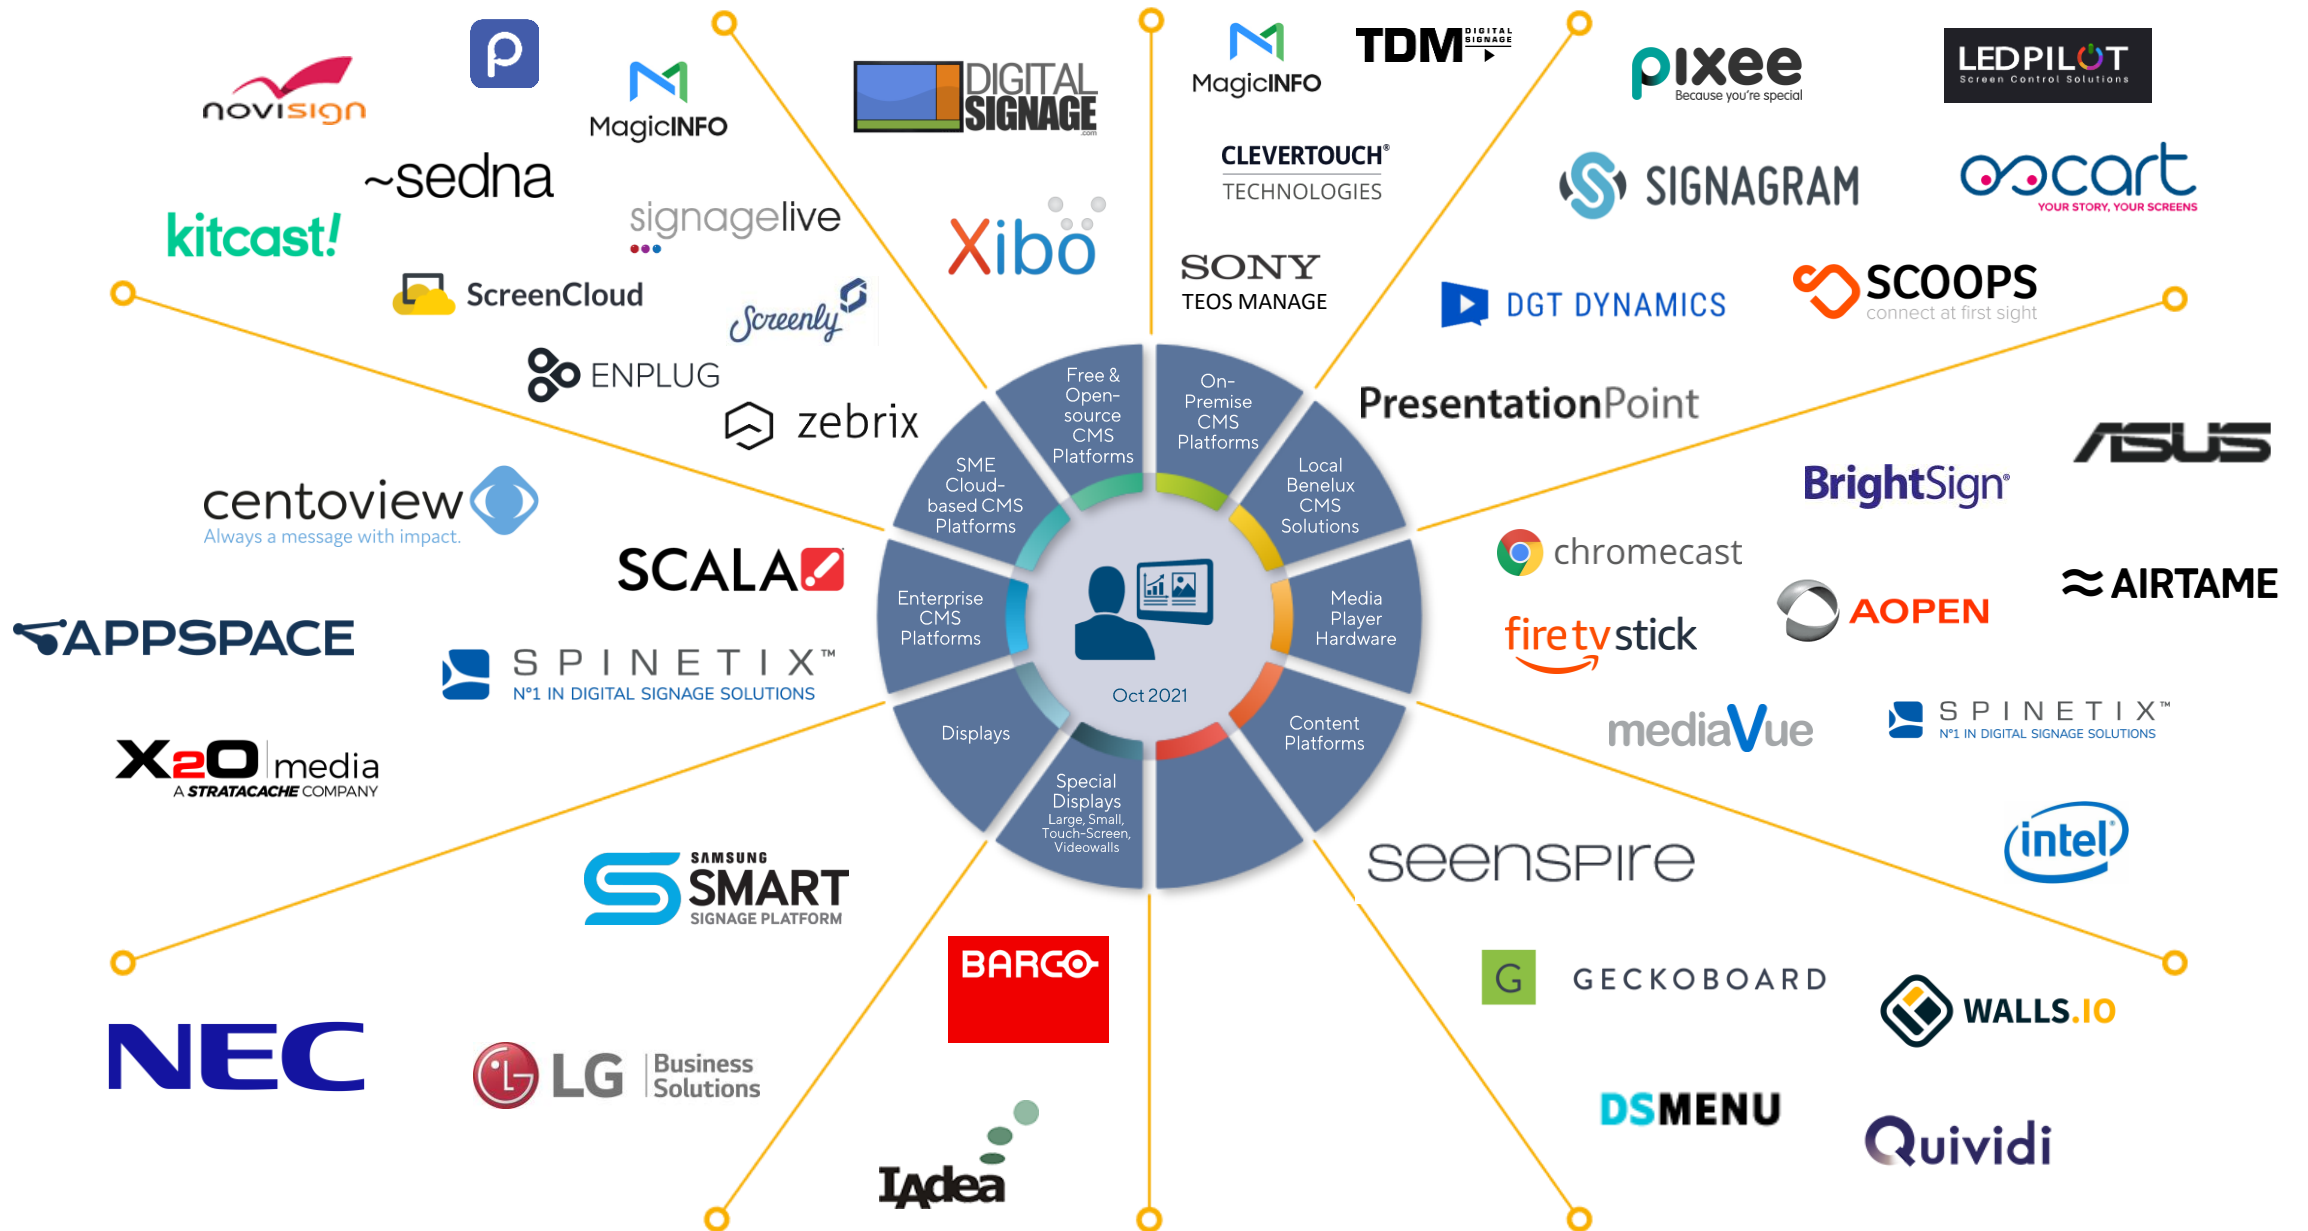 novisign
p
MagicINFO
~sedna
kitcast!
signagelive
ScreenCloud
Screenly
ENPLUG
zebrix
DIGITAL
SIGNAGE
.com
Xibo
MagicINFO
TDM
DIGITAL
SIGNAGE
CLEVERTOUCH®
TECHNOLOGIES
SONY
TEOS MANAGE
pixee
Because you're special
LEDPILOT
Screen Control Solutions
SIGNAGRAM
oscart
YOUR STORY, YOUR SCREENS
DGT DYNAMICS
SCOOPS
connect at first sight
PresentationPoint
ASUS
BrightSign®
chromecast
AIRTAME
AOPEN
firetvstick
mediaVue
SPINETIX™
N°1 IN DIGITAL SIGNAGE SOLUTIONS
intel®
centoview
Always a message with impact.
SCALA
APPSPACE
SPINETIX™
N°1 IN DIGITAL SIGNAGE SOLUTIONS
X2O media
A STRATACACHE COMPANY
Free &
Open-
source
CMS
Platforms
On-
Premise
CMS
Platforms
SME
Cloud-
based CMS
Platforms
Local
Benelux
CMS
Solutions
Enterprise
CMS
Platforms
Media
Player
Hardware
Oct 2021
Displays
Content
Platforms
Special
Displays
Large, Small,
Touch-Screen,
Videowalls
SAMSUNG
SMART
SIGNAGE PLATFORM
NEC
LG
Business
Solutions
BARCO
IAdea
seenspire
G GECKOBOARD
WALLS.IO
DSMENU
Quividi